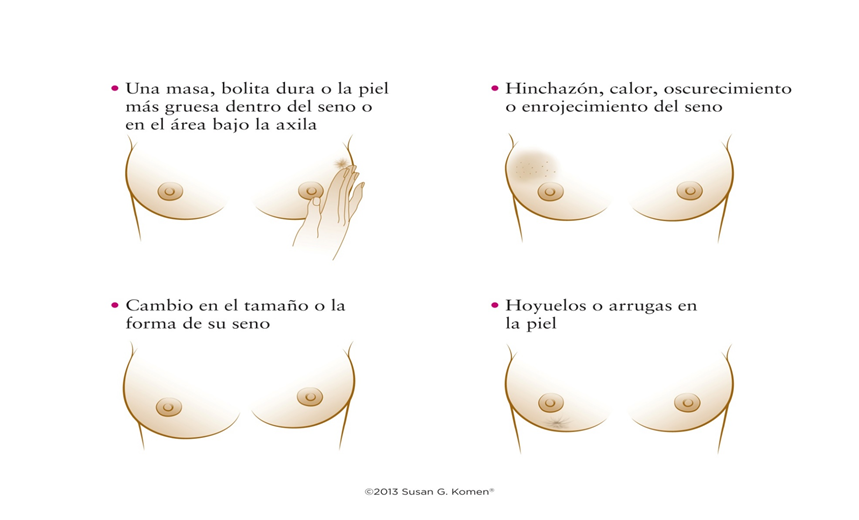 • Una masa, bolita dura o la piel
más gruesa dentro del seno o
en el área bajo la axila
• Hinchazón, calor, oscurecimiento
o enrojecimiento del seno
• Cambio en el tamaño o la
forma de su seno
• Hoyuelos o arrugas en
la piel
©2013 Susan G. Komen®